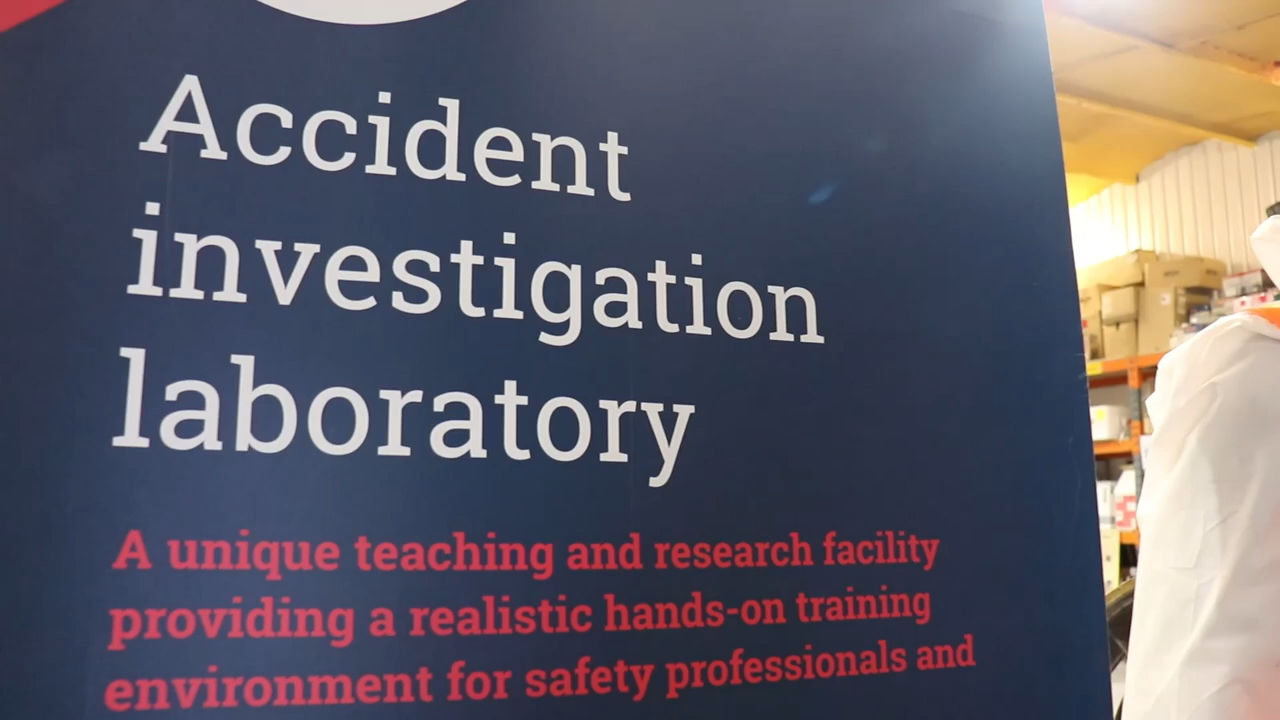 Accident
investigation
laboratory
A unique teaching and research facility
providing a realistic hands-on training
environment for safety professionals and